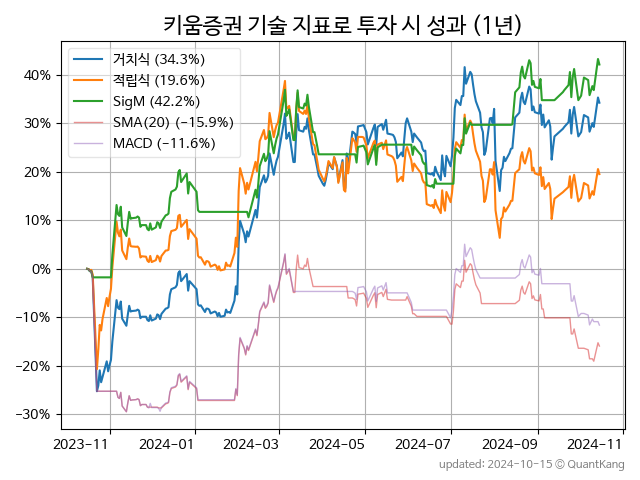 키움증권 기술 지표로 투자 시 성과 (1년)
거치식 (34.3%)
적립식 (19.6%)
SigM (42.2%)
SMA(20) (−15.9%)
MACD (−11.6%)
40%
30%
20%
10%
0%
−10%
−20%
−30%
2023−11 2024−01 2024−03 2024−05 2024−07 2024−09 2024−11
updated: 2024-10-15 © QuantKang